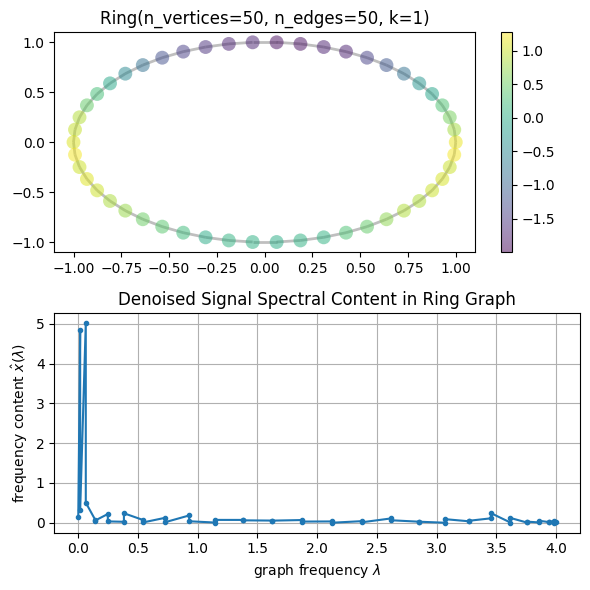 Ring(n_vertices=50, n_edges=50, k=1)
1.0
0.5
0.0
−0.5
−1.0
−1.00 −0.75 −0.50 −0.25 0.00 0.25 0.50 0.75 1.00
1.0
0.5
0.0
−0.5
−1.0
−1.5
Denoised Signal Spectral Content in Ring Graph
frequency content x̂(λ)
5
4
3
2
1
0
0.0 0.5 1.0 1.5 2.0 2.5 3.0 3.5 4.0
graph frequency λ